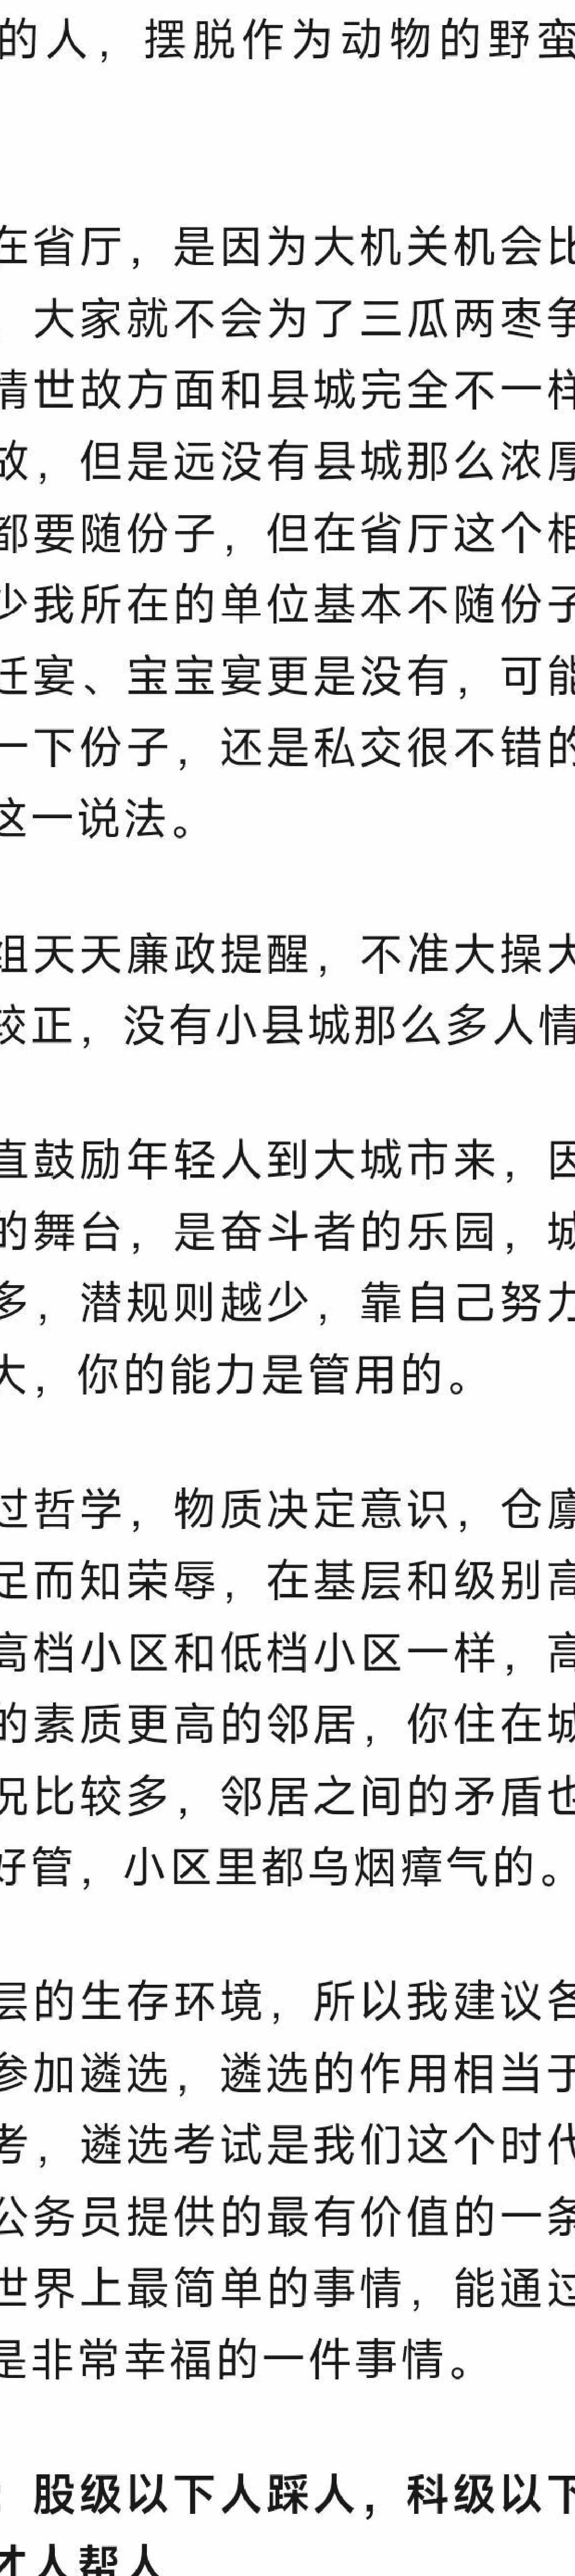 的人，摆脱作为动物的野蛮
在省厅，是因为大机关机会比
大家就不会为了三瓜两枣争
情世故方面和县城完全不一样
故，但是远没有县城那么浓厚
都要随份子，但在省厅这个相
少我所在的单位基本不随份子
迁宴、宝宝宴更是没有，可能
一下份子，还是私交很不错的
这一说法。
组天天廉政提醒，不准大操大
较正，没有小县城那么多人情
直鼓励年轻人到大城市来，因
的舞台，是奋斗者的乐园，城
多，潜规则越少，靠自己努力
大，你的能力是管用的。
过哲学，物质决定意识，仓廪
足而知荣辱，在基层和级别高
高档小区和低档小区一样，高
的素质更高的邻居，你住在城
况比较多，邻居之间的矛盾也
好管，小区里都乌烟瘴气的。
层的生存环境，所以我建议各
参加遴选，遴选的作用相当于
考，遴选考试是我们这个时代
公务员提供的最有价值的一条
世界上最简单的事情，能通过
是非常幸福的一件事情。
：股级以下人踩人，科级以下
才人帮人